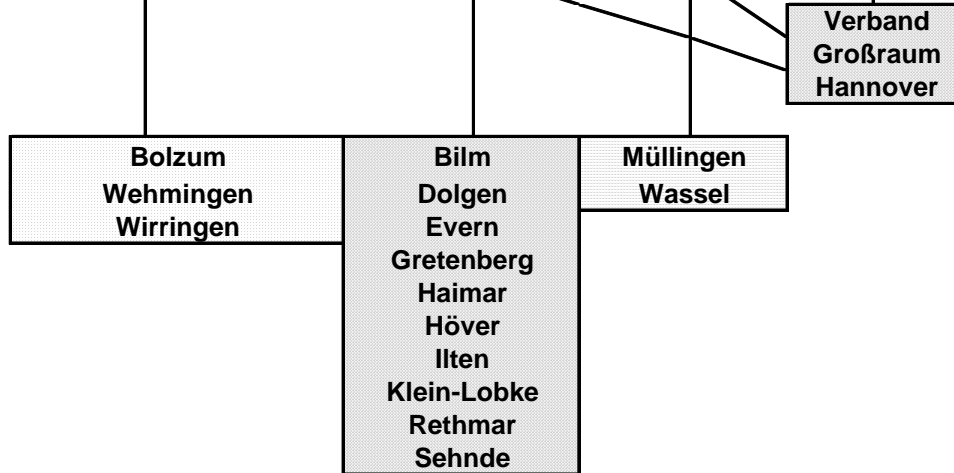 Verband
Großraum
Hannover
Bolzum
Wehmingen
Wirringen
Bilm
Dolgen
Evern
Gretenberg
Haimar
Höver
Ilten
Klein-Lobke
Rethmar
Sehnde
Müllingen
Wassel